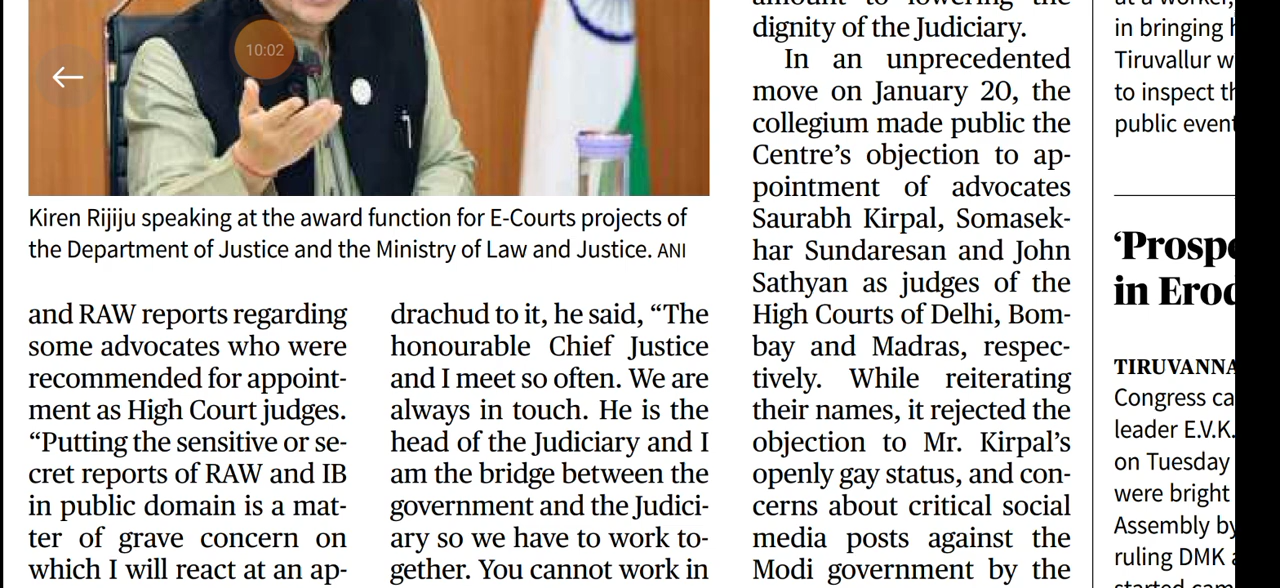 10:02
Kiren Rijiju speaking at the award function for E-Courts projects of
the Department of Justice and the Ministry of Law and Justice. ANI
and RAW reports regarding
some advocates who were
recommended for appoint-
ment as High Court judges.
“Putting the sensitive or se-
cret reports of RAW and IB
in public domain is a mat-
ter of grave concern on
which I will react at an ap-
drachud to it, he said, “The
honourable Chief Justice
and I meet so often. We are
always in touch. He is the
head of the Judiciary and I
am the bridge between the
government and the Judici-
ary so we have to work to-
gether. You cannot work in
amount to lowering the
dignity of the Judiciary.
In an unprecedented
move on January 20, the
collegium made public the
Centre’s objection to ap-
pointment of advocates
Saurabh Kirpal, Somasek-
har Sundaresan and John
Sathyan as judges of the
High Courts of Delhi, Bom-
bay and Madras, respec-
tively. While reiterating
their names, it rejected the
objection to Mr. Kirpal’s
openly gay status, and con-
cerns about critical social
media posts against the
Modi government by the
at a worker,
in bringing
Tiruvallur
to inspect
public event
‘Prospe
in Erod
TIRUVANNA
Congress ca
leader E.V.K.
on Tuesday
were bright
Assembly by
ruling DMK
started cam